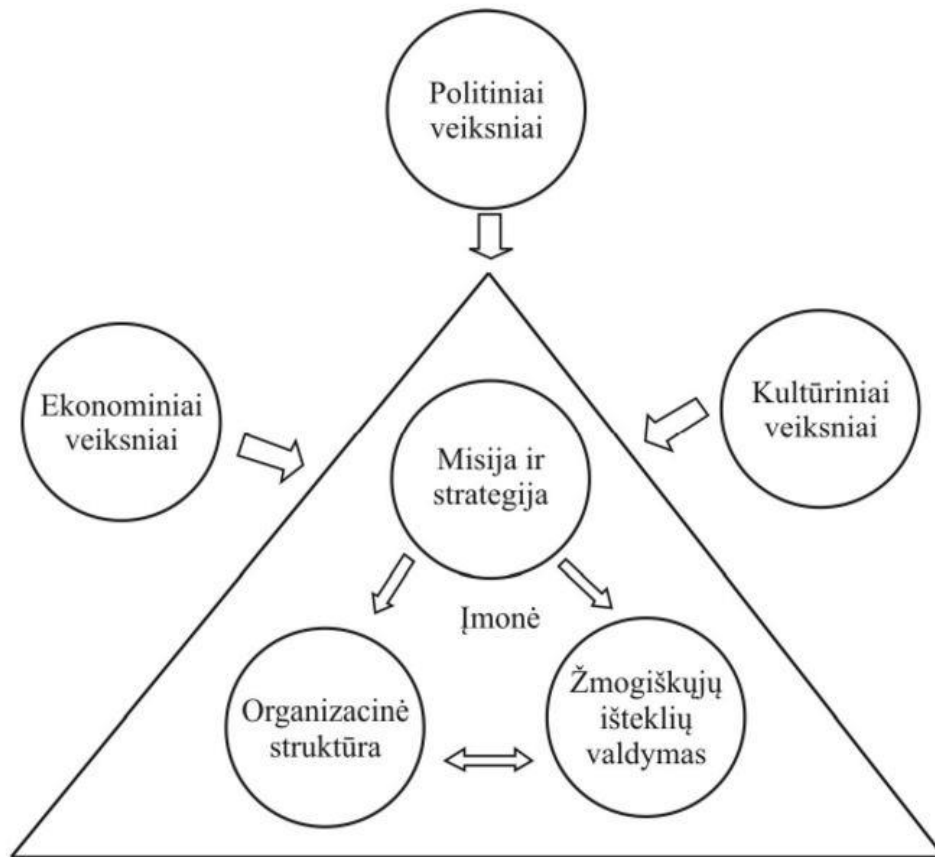 Politiniai
veiksniai
Ekonominiai
veiksniai
Kultūriniai
veiksniai
Misija ir
strategija
Įmonė
Organizacinė
struktūra
Žmogiškųjų
išteklių
valdymas